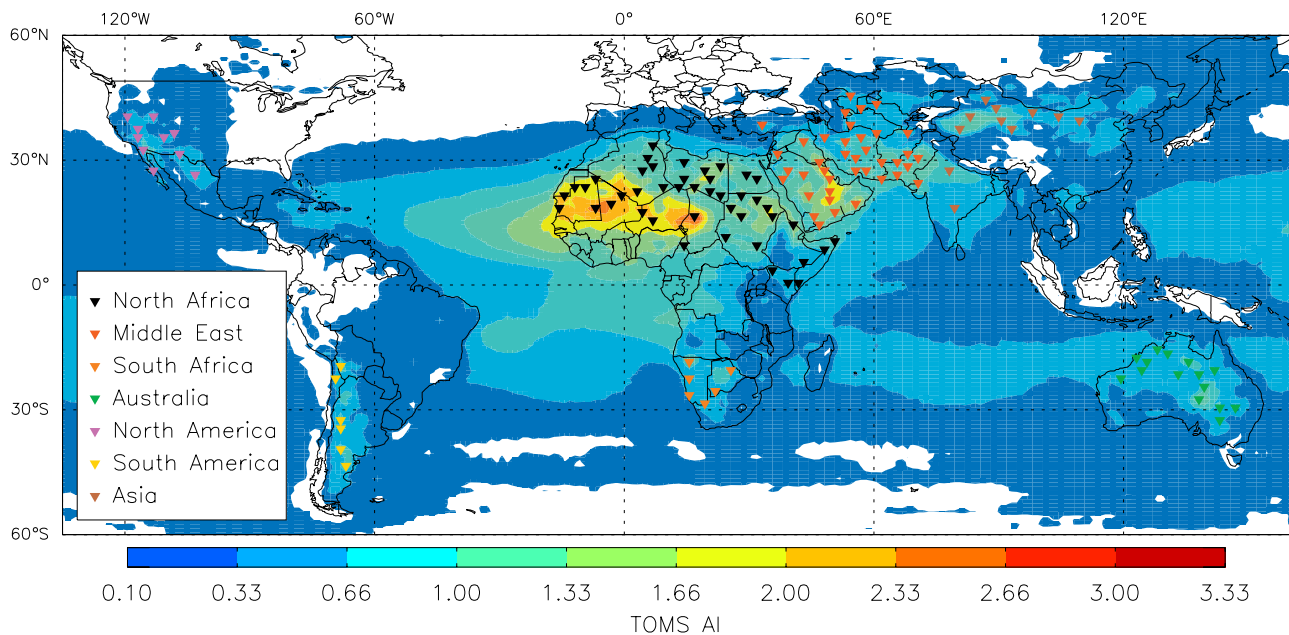 120°W 60°W 0° 60°E 120°E
60°N
30°N
0°
30°S
60°S
North Africa
Middle East
South Africa
Australia
North America
South America
Asia
0.10 0.33 0.66 1.00 1.33 1.66 2.00 2.33 2.66 3.00 3.33
TOMS AI